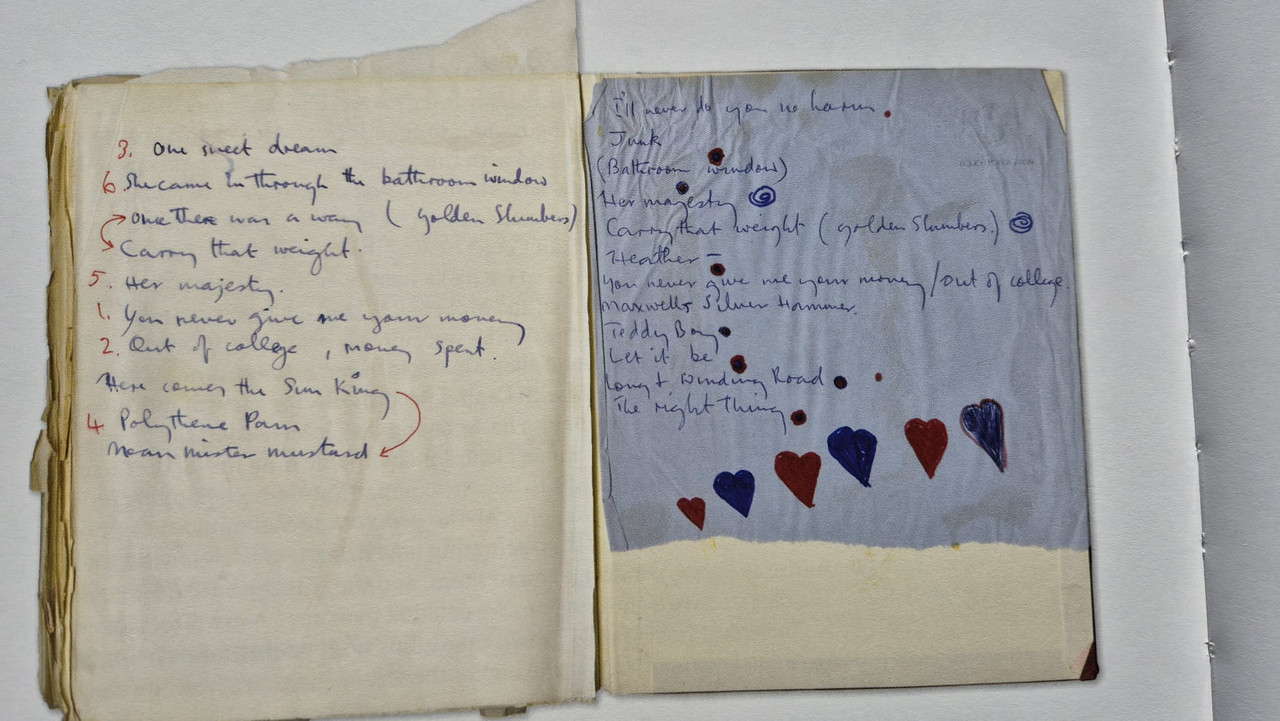 3. One sweet dream
6 She came in through the bathroom window
Once there was a way ( Golden Slumbers)
Carry that weight.
5. Her majesty.
1. You never give me your money
2. Out of college , money spent.
Here comes the Sun King
4 Polythene Pam
Mean mister mustard
I'll never do you no harm.
Junk
(Bathroom window)
Her majesty
Carry that weight (golden Slumbers.)
Heather –
You never give me your money / out of college.
Maxwells Silver Hammer.
Teddy Boy
Let it be
Long + Winding Road
The right Thing